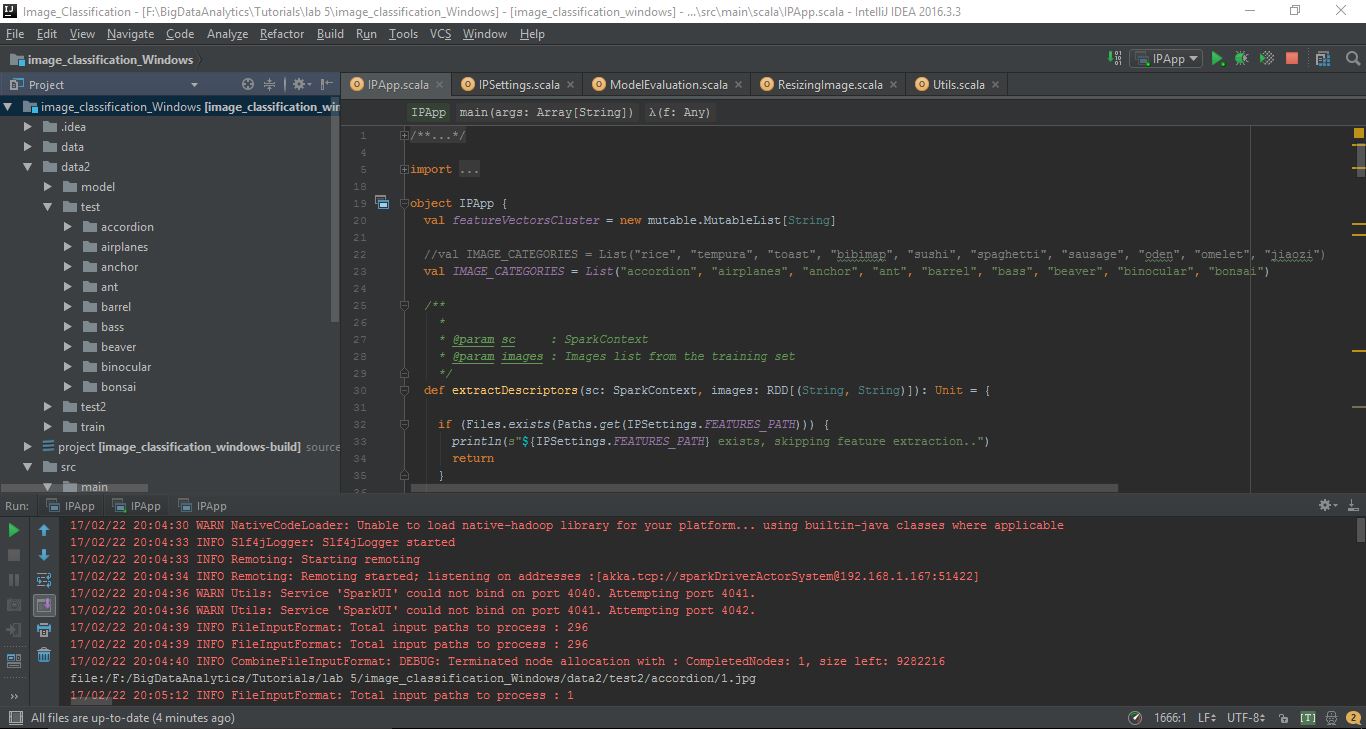 Image_Classification - [F:\BigDataAnalytics\Tutorials\lab 5\image_classification_Windows] - [image_classification_windows] - ...\src\main\scala\IPApp.scala - IntelliJ IDEA 2016.3.3
File Edit View Navigate Code Analyze Refactor Build Run Tools VCS Window Help
image_classification_Windows
IPApp
Project
IPApp.scala IPSettings.scala ModelEvaluation.scala ResizingImage.scala Utils.scala
image_classification_Windows [image_classification_win
.idea
data
data2
model
test
accordion
airplanes
anchor
ant
barrel
bass
beaver
binocular
bonsai
test2
train
project [image_classification_windows-build] source
src
main
IPApp main(args: Array[String]) λ(f: Any)
1 /**...*/
4
5 import ...
18
19 object IPApp {
20 val featureVectorsCluster = new mutable.MutableList[String]
21
22 //val IMAGE_CATEGORIES = List("rice", "tempura", "toast", "bibimap", "sushi", "spaghetti", "sausage", "oden", "omelet", "jiaozi")
23 val IMAGE_CATEGORIES = List("accordion", "airplanes", "anchor", "ant", "barrel", "bass", "beaver", "binocular", "bonsai")
24
25 /**
26 *
27 * @param sc : SparkContext
28 * @param images : Images list from the training set
29 */
30 def extractDescriptors(sc: SparkContext, images: RDD[(String, String)]): Unit = {
31
32 if (Files.exists(Paths.get(IPSettings.FEATURES_PATH))) {
33 println(s"${IPSettings.FEATURES_PATH} exists, skipping feature extraction..")
34 return
35 }
36
Run: IPApp IPApp IPApp
17/02/22 20:04:30 WARN NativeCodeLoader: Unable to load native-hadoop library for your platform... using builtin-java classes where applicable
17/02/22 20:04:33 INFO Slf4jLogger: Slf4jLogger started
17/02/22 20:04:33 INFO Remoting: Starting remoting
17/02/22 20:04:34 INFO Remoting: Remoting started; listening on addresses :[akka.tcp://sparkDriverActorSystem@192.168.1.167:51422]
17/02/22 20:04:36 WARN Utils: Service 'SparkUI' could not bind on port 4040. Attempting port 4041.
17/02/22 20:04:36 WARN Utils: Service 'SparkUI' could not bind on port 4041. Attempting port 4042.
17/02/22 20:04:39 INFO FileInputFormat: Total input paths to process : 296
17/02/22 20:04:39 INFO FileInputFormat: Total input paths to process : 296
17/02/22 20:04:40 INFO CombineFileInputFormat: DEBUG: Terminated node allocation with : CompletedNodes: 1, size left: 9282216
file:/F:/BigDataAnalytics/Tutorials/lab 5/image_classification_Windows/data2/test2/accordion/1.jpg
17/02/22 20:05:12 INFO FileInputFormat: Total input paths to process : 1
All files are up-to-date (4 minutes ago)
1666:1 LF UTF-8 [T] 2